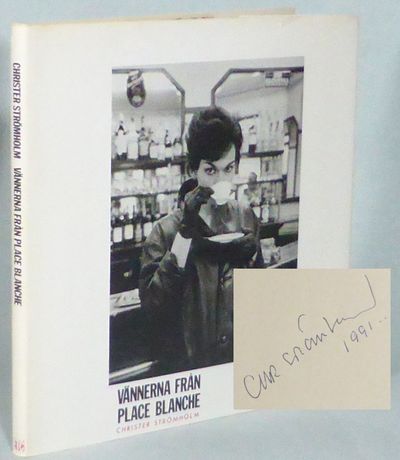 CHRISTER STRÖMHOLM VÄNNERNA FRÅN PLACE BLANCHE
VÄNNERNA FRÅN
PLACE BLANCHE
CHRISTER STRÖMHOLM
1991